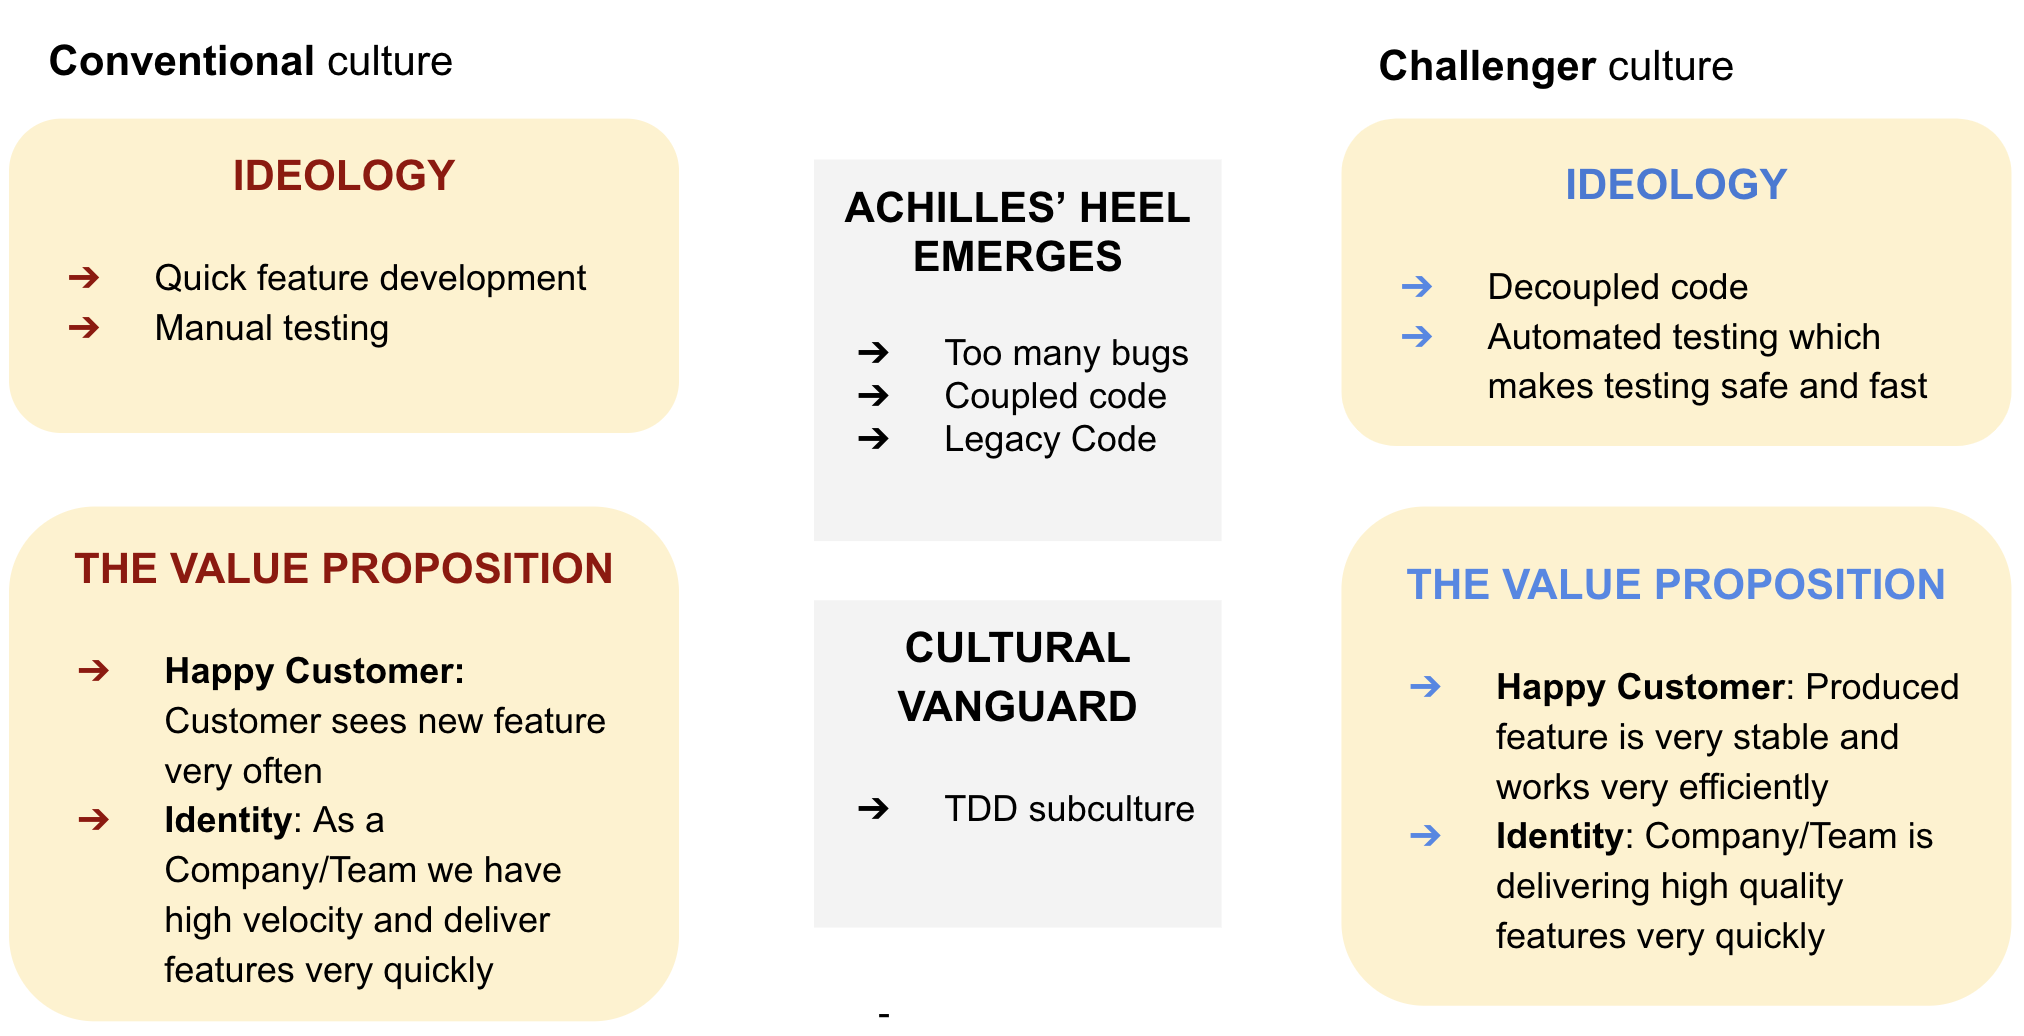 Conventional culture
IDEOLOGY
➔ Quick feature development
➔ Manual testing
THE VALUE PROPOSITION
➔ Happy Customer:
Customer sees new feature
very often
➔ Identity: As a
Company/Team we have
high velocity and deliver
features very quickly
ACHILLES’ HEEL
EMERGES
➔ Too many bugs
➔ Coupled code
➔ Legacy Code
CULTURAL
VANGUARD
➔ TDD subculture
-
Challenger culture
IDEOLOGY
➔ Decoupled code
➔ Automated testing which
makes testing safe and fast
THE VALUE PROPOSITION
➔ Happy Customer: Produced
feature is very stable and
works very efficiently
➔ Identity: Company/Team is
delivering high quality
features very quickly